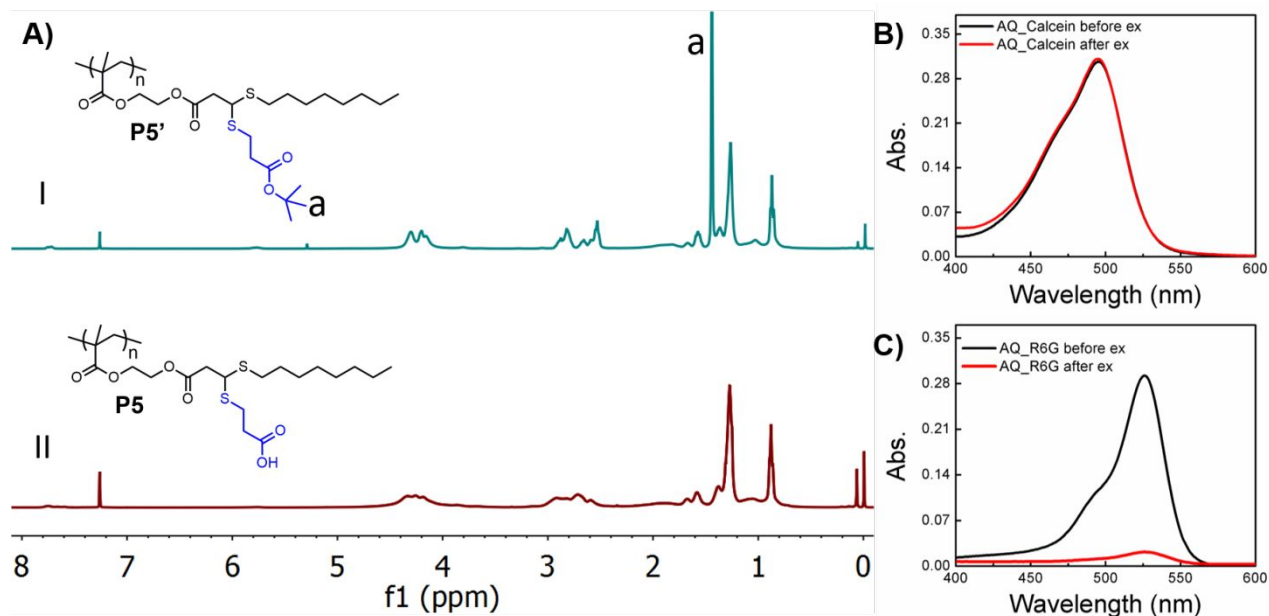 A)
a
n
O
O
O
O
S
S
P5'
O
O
a
I
n
O
O
O
O
S
S
P5
O
OH
II
8 7 6 5 4 3 2 1 0
f1 (ppm)
B)
AQ_Calcein before ex
AQ_Calcein after ex
0.35
0.28
0.21
0.14
0.07
0.00
Abs.
400 450 500 550 600
Wavelength (nm)
C)
AQ_R6G before ex
AQ_R6G after ex
0.35
0.28
0.21
0.14
0.07
0.00
Abs.
400 450 500 550 600
Wavelength (nm)